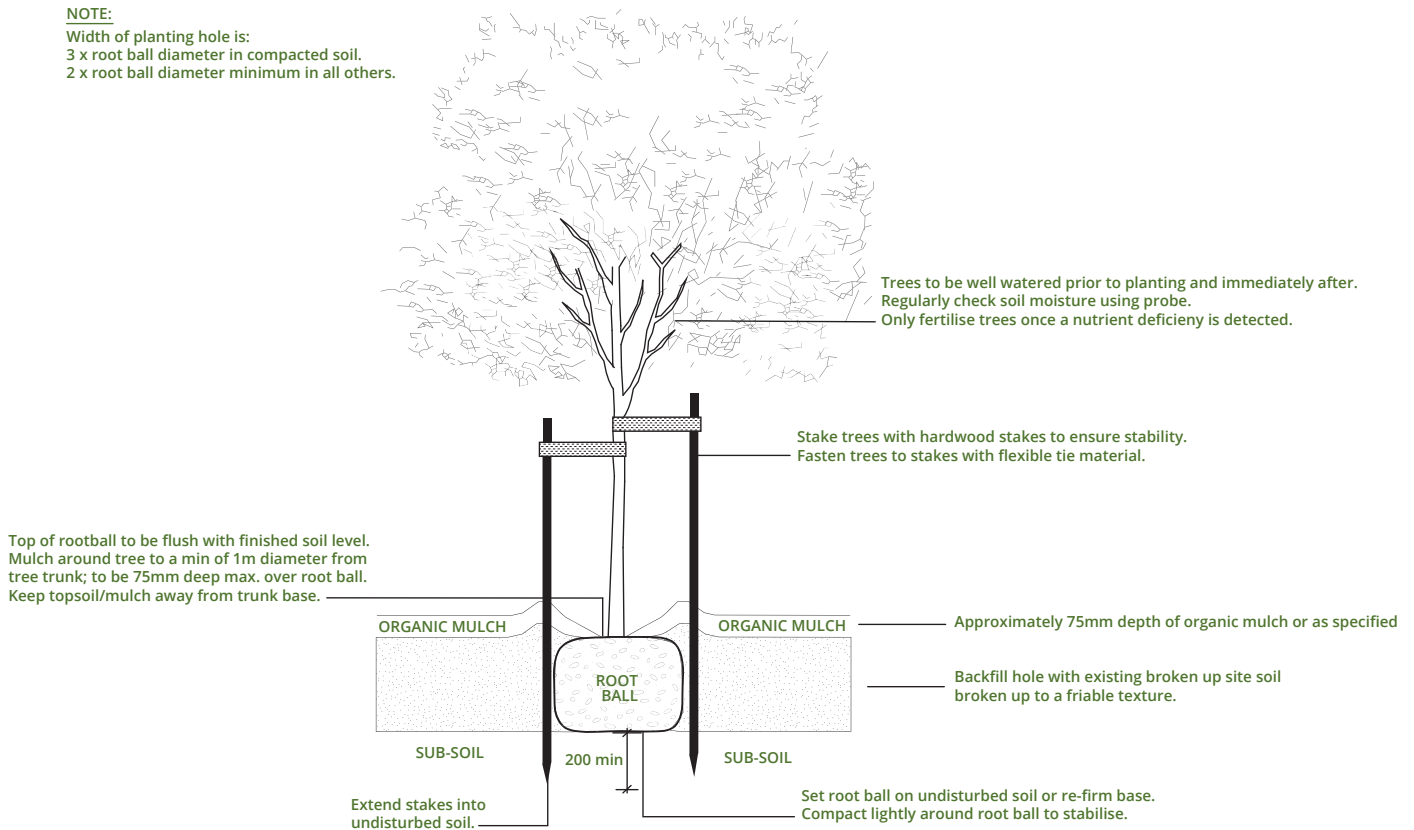 NOTE:
Width of planting hole is:
3 x root ball diameter in compacted soil.
2 x root ball diameter minimum in all others.
Trees to be well watered prior to planting and immediately after.
Regularly check soil moisture using probe.
Only fertilise trees once a nutrient deficieny is detected.
Stake trees with hardwood stakes to ensure stability.
Fasten trees to stakes with flexible tie material.
Top of rootball to be flush with finished soil level.
Mulch around tree to a min of 1m diameter from
tree trunk; to be 75mm deep max. over root ball.
Keep topsoil/mulch away from trunk base.
ORGANIC MULCH
ORGANIC MULCH
Approximately 75mm depth of organic mulch or as specified
ROOT
BALL
Backfill hole with existing broken up site soil
broken up to a friable texture.
SUB-SOIL
200 min
SUB-SOIL
Extend stakes into
undisturbed soil.
Set root ball on undisturbed soil or re-firm base.
Compact lightly around root ball to stabilise.